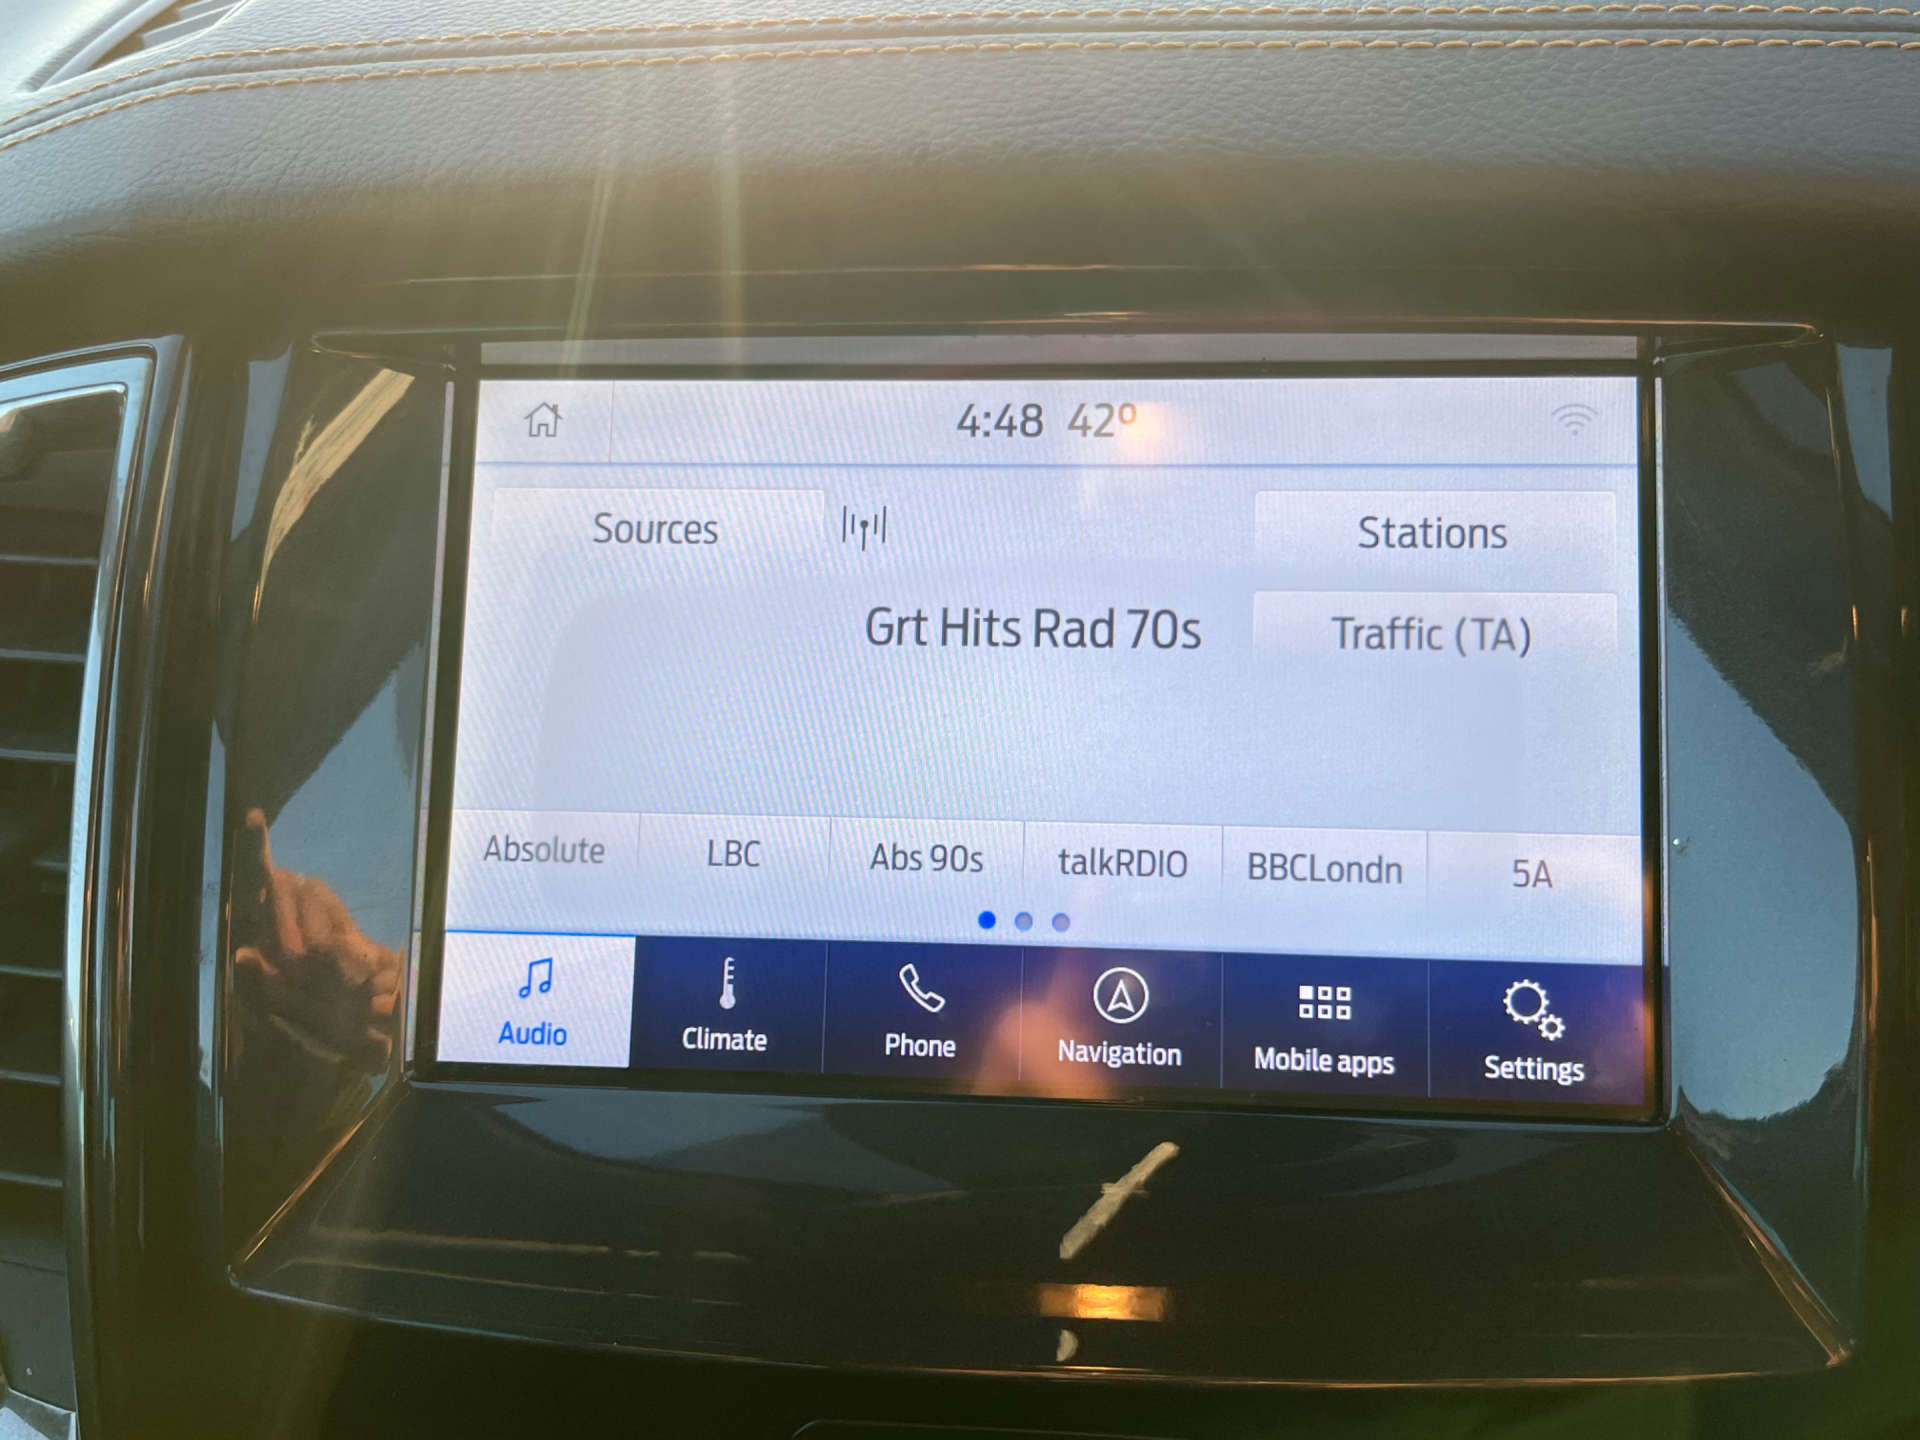 4:48 42°
Sources
Stations
Grt Hits Rad 70s
Traffic (TA)
Absolute LBC Abs 90s talkRDIO BBCLondn 5A
Audio Climate Phone Navigation Mobile apps Settings